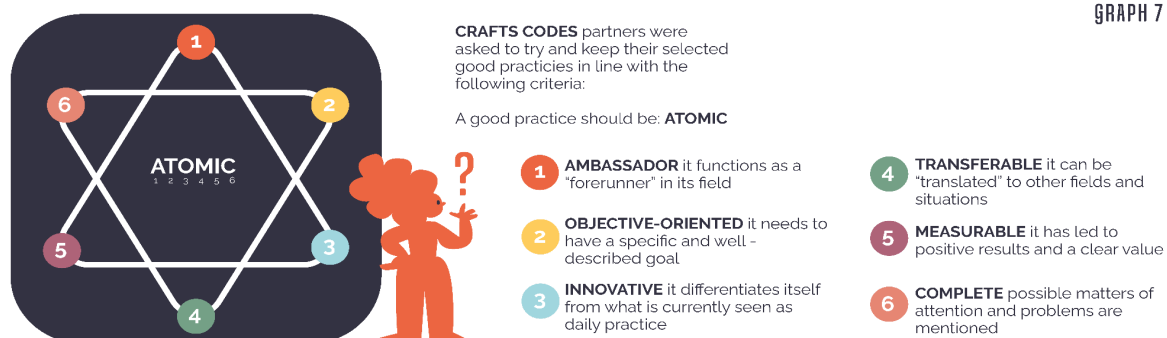 GRAPH 7
1
6
2
ATOMIC
1 2 3 4 5 6
5
3
4
?
CRAFTS CODES partners were
asked to try and keep their selected
good practicies in line with the
following criteria:
A good practice should be: ATOMIC
1 AMBASSADOR it functions as a
"forerunner" in its field
2 OBJECTIVE-ORIENTED it needs to
have a specific and well -
described goal
3 INNOVATIVE it differentiates itself
from what is currently seen as
daily practice
4 TRANSFERABLE it can be
"translated" to other fields and
situations
5 MEASURABLE it has led to
positive results and a clear value
6 COMPLETE possible matters of
attention and problems are
mentioned